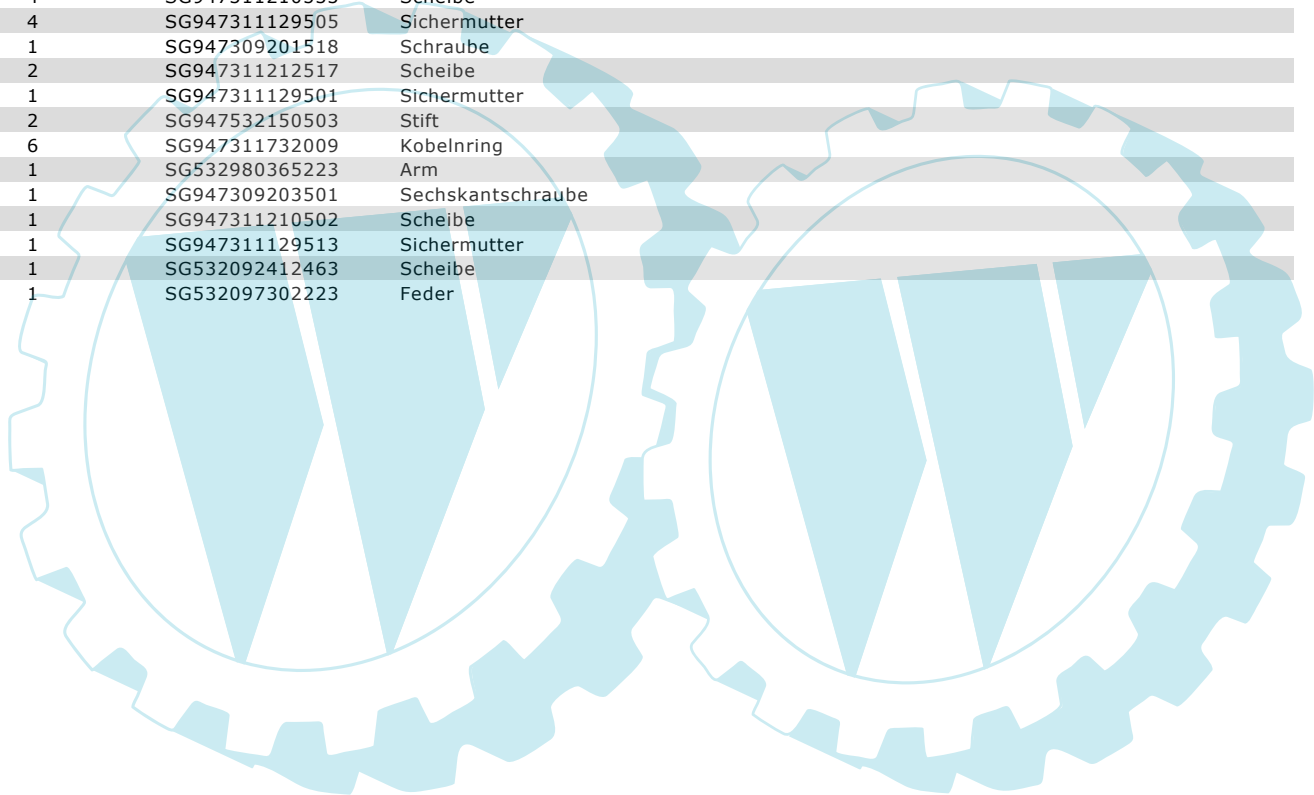 4 SG947311129505 Sichermutter
1 SG947309201518 Schraube
2 SG947311212517 Scheibe
1 SG947311129501 Sichermutter
2 SG947532150503 Stift
6 SG947311732009 Kobelnring
1 SG532980365223 Arm
1 SG947309203501 Sechskantschraube
1 SG947311210502 Scheibe
1 SG947311129513 Sichermutter
1 SG532092412463 Scheibe
1 SG532097302223 Feder